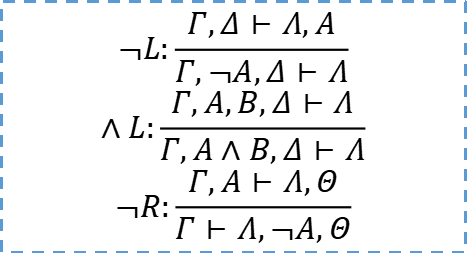 ¬L: Γ, Δ ⊢ Λ, A
Γ, ¬A, Δ ⊢ Λ
∧ L: Γ, A, B, Δ ⊢ Λ
Γ, A ∧ B, Δ ⊢ Λ
¬R: Γ, A ⊢ Λ, Θ
Γ ⊢ Λ, ¬A, Θ